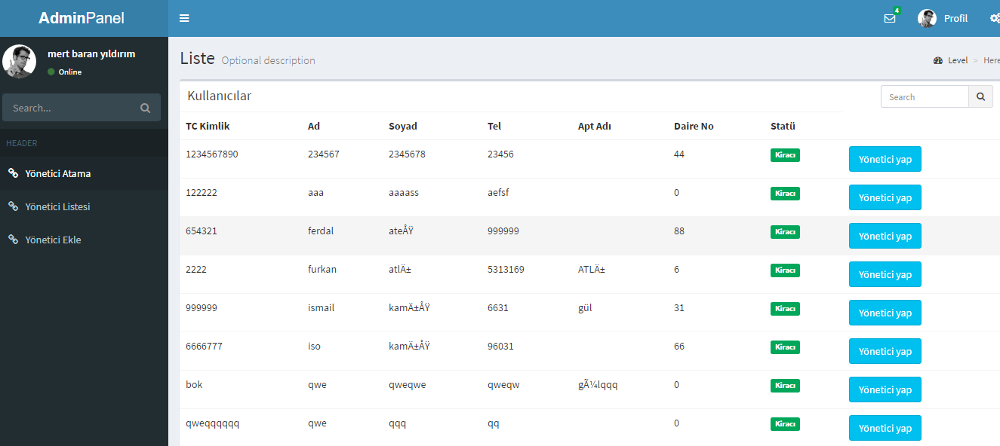 AdminPanel
4
Profil
mert baran yıldırım
Online
Search...
HEADER
Yönetici Atama
Yönetici Listesi
Yönetici Ekle
Liste Optional description
Level > Here
Kullanıcılar
Search
TC Kimlik Ad Soyad Tel Apt Adı Daire No Statü
1234567890 234567 2345678 23456 44 Kiracı Yönetici yap
122222 aaa aaaass aefsf 0 Kiracı Yönetici yap
654321 ferdal ateÅŸ 999999 88 Kiracı Yönetici yap
2222 furkan atlÄ± 5313169 ATLÄ± 6 Kiracı Yönetici yap
999999 ismail kamÄ±ÅŸ 6631 gül 31 Kiracı Yönetici yap
6666777 iso kamÄ±ÅŸ 96031 66 Kiracı Yönetici yap
bok qwe qweqwe qweqw gÃ¼lqqq 0 Kiracı Yönetici yap
qweqqqqqq qwe qqq qq 0 Kiracı Yönetici yap